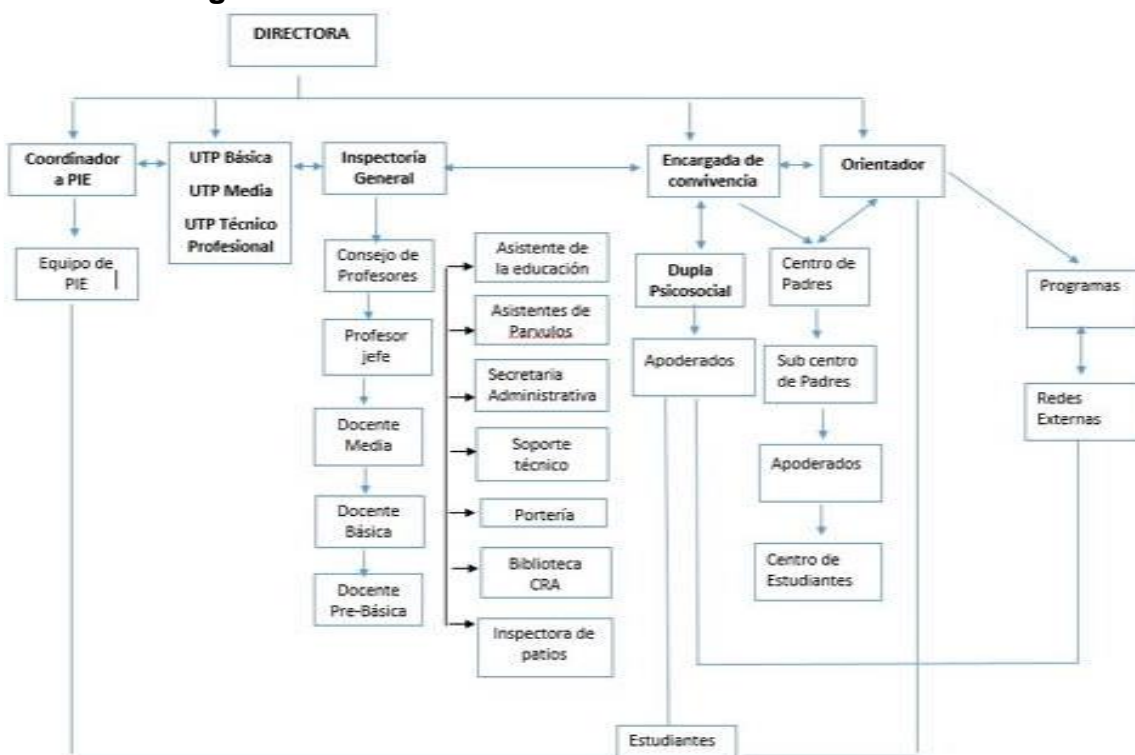 DIRECTORA
Coordinador
a PIE
UTP Básica
UTP Media
UTP Técnico
Profesional
Inspectoría
General
Encargada de
convivencia
Orientador
Equipo de
PIE
Consejo de
Profesores
Profesor
jefe
Docente
Media
Docente
Básica
Docente
Pre-Básica
Asistente de
la educación
Asistentes de
Parvulos
Secretaria
Administrativa
Soporte
técnico
Portería
Biblioteca
CRA
Inspectora de
patios
Dupla
Psicosocial
Apoderados
Centro de
Padres
Sub centro
de Padres
Apoderados
Centro de
Estudiantes
Programas
Redes
Externas
Estudiantes